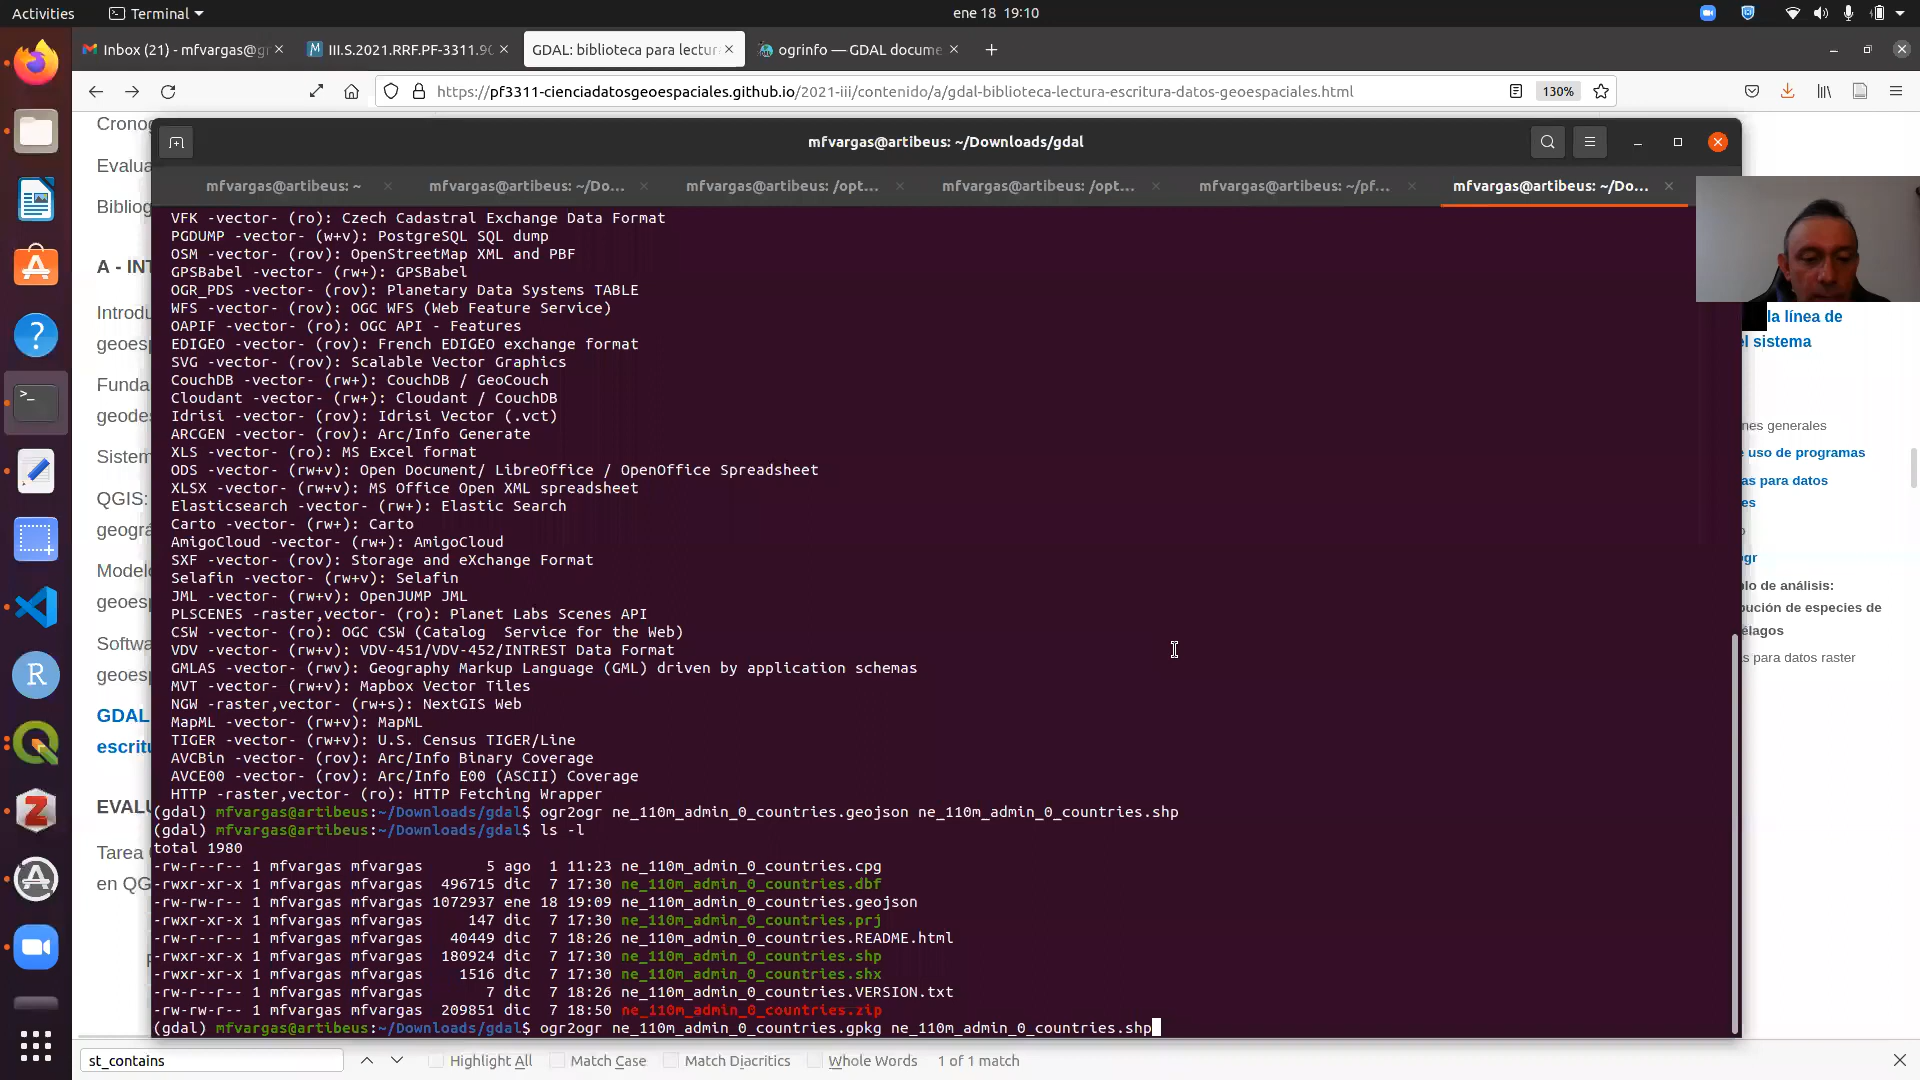 Activities
Terminal
ene 18 19:10
Inbox (21) - mfvargas@gr
III.S.2021.RRF.PF-3311.90
GDAL: biblioteca para lectur
ogrinfo — GDAL docume
https://pf3311-cienciadatosgeoespaciales.github.io/2021-iii/contenido/a/gdal-biblioteca-lectura-escritura-datos-geoespaciales.html
130%
mfvargas@artibeus: ~/Downloads/gdal
mfvargas@artibeus: ~
mfvargas@artibeus: ~/Do...
mfvargas@artibeus: /opt...
mfvargas@artibeus: /opt...
mfvargas@artibeus: ~/pf...
mfvargas@artibeus: ~/Do...
Cronog
Evalua
Bibliog
A - INT
Introdu
geoesp
Funda
geodes
Sistem
QGIS:
geográ
Modelo
geoesp
Softwa
geoesp
GDAL
escritu
EVALU
Tarea
en QG
VFK -vector- (ro): Czech Cadastral Exchange Data Format
PGDUMP -vector- (w+v): PostgreSQL SQL dump
OSM -vector- (rov): OpenStreetMap XML and PBF
GPSBabel -vector- (rw+): GPSBabel
OGR_PDS -vector- (rov): Planetary Data Systems TABLE
WFS -vector- (rov): OGC WFS (Web Feature Service)
OAPIF -vector- (ro): OGC API - Features
EDIGEO -vector- (rov): French EDIGEO exchange format
SVG -vector- (rov): Scalable Vector Graphics
CouchDB -vector- (rw+): CouchDB / GeoCouch
Cloudant -vector- (rw+): Cloudant / CouchDB
Idrisi -vector- (rov): Idrisi Vector (.vct)
ARCGEN -vector- (rov): Arc/Info Generate
XLS -vector- (ro): MS Excel format
ODS -vector- (rw+v): Open Document/ LibreOffice / OpenOffice Spreadsheet
XLSX -vector- (rw+v): MS Office Open XML spreadsheet
Elasticsearch -vector- (rw+): Elastic Search
Carto -vector- (rw+): Carto
AmigoCloud -vector- (rw+): AmigoCloud
SXF -vector- (rov): Storage and eXchange Format
Selafin -vector- (rw+v): Selafin
JML -vector- (rw+v): OpenJUMP JML
PLSCENES -raster,vector- (ro): Planet Labs Scenes API
CSW -vector- (ro): OGC CSW (Catalog  Service for the Web)
VDV -vector- (rw+v): VDV-451/VDV-452/INTREST Data Format
GMLAS -vector- (rwv): Geography Markup Language (GML) driven by application schemas
MVT -vector- (rw+v): Mapbox Vector Tiles
NGW -raster,vector- (rw+s): NextGIS Web
MapML -vector- (rw+v): MapML
TIGER -vector- (rw+v): U.S. Census TIGER/Line
AVCBin -vector- (rov): Arc/Info Binary Coverage
AVCE00 -vector- (rov): Arc/Info E00 (ASCII) Coverage
HTTP -raster,vector- (ro): HTTP Fetching Wrapper
(gdal) mfvargas@artibeus:~/Downloads/gdal$ ogr2ogr ne_110m_admin_0_countries.geojson ne_110m_admin_0_countries.shp
(gdal) mfvargas@artibeus:~/Downloads/gdal$ ls -l
total 1980
-rw-r--r-- 1 mfvargas mfvargas       5 ago  1 11:23 ne_110m_admin_0_countries.cpg
-rwxr-xr-x 1 mfvargas mfvargas  496715 dic  7 17:30 ne_110m_admin_0_countries.dbf
-rw-rw-r-- 1 mfvargas mfvargas 1072937 ene 18 19:09 ne_110m_admin_0_countries.geojson
-rwxr-xr-x 1 mfvargas mfvargas     147 dic  7 17:30 ne_110m_admin_0_countries.prj
-rw-r--r-- 1 mfvargas mfvargas   40449 dic  7 18:26 ne_110m_admin_0_countries.README.html
-rwxr-xr-x 1 mfvargas mfvargas  180924 dic  7 17:30 ne_110m_admin_0_countries.shp
-rwxr-xr-x 1 mfvargas mfvargas    1516 dic  7 17:30 ne_110m_admin_0_countries.shx
-rw-r--r-- 1 mfvargas mfvargas       7 dic  7 18:26 ne_110m_admin_0_countries.VERSION.txt
-rw-rw-r-- 1 mfvargas mfvargas  209851 dic  7 18:50 ne_110m_admin_0_countries.zip
(gdal) mfvargas@artibeus:~/Downloads/gdal$ ogr2ogr ne_110m_admin_0_countries.gpkg ne_110m_admin_0_countries.shp
la línea de
el sistema
nes generales
e uso de programas
as para datos
es
o
ogr
plo de análisis:
bución de especies de
élagos
as para datos raster
st_contains
Highlight All
Match Case
Match Diacritics
Whole Words
1 of 1 match